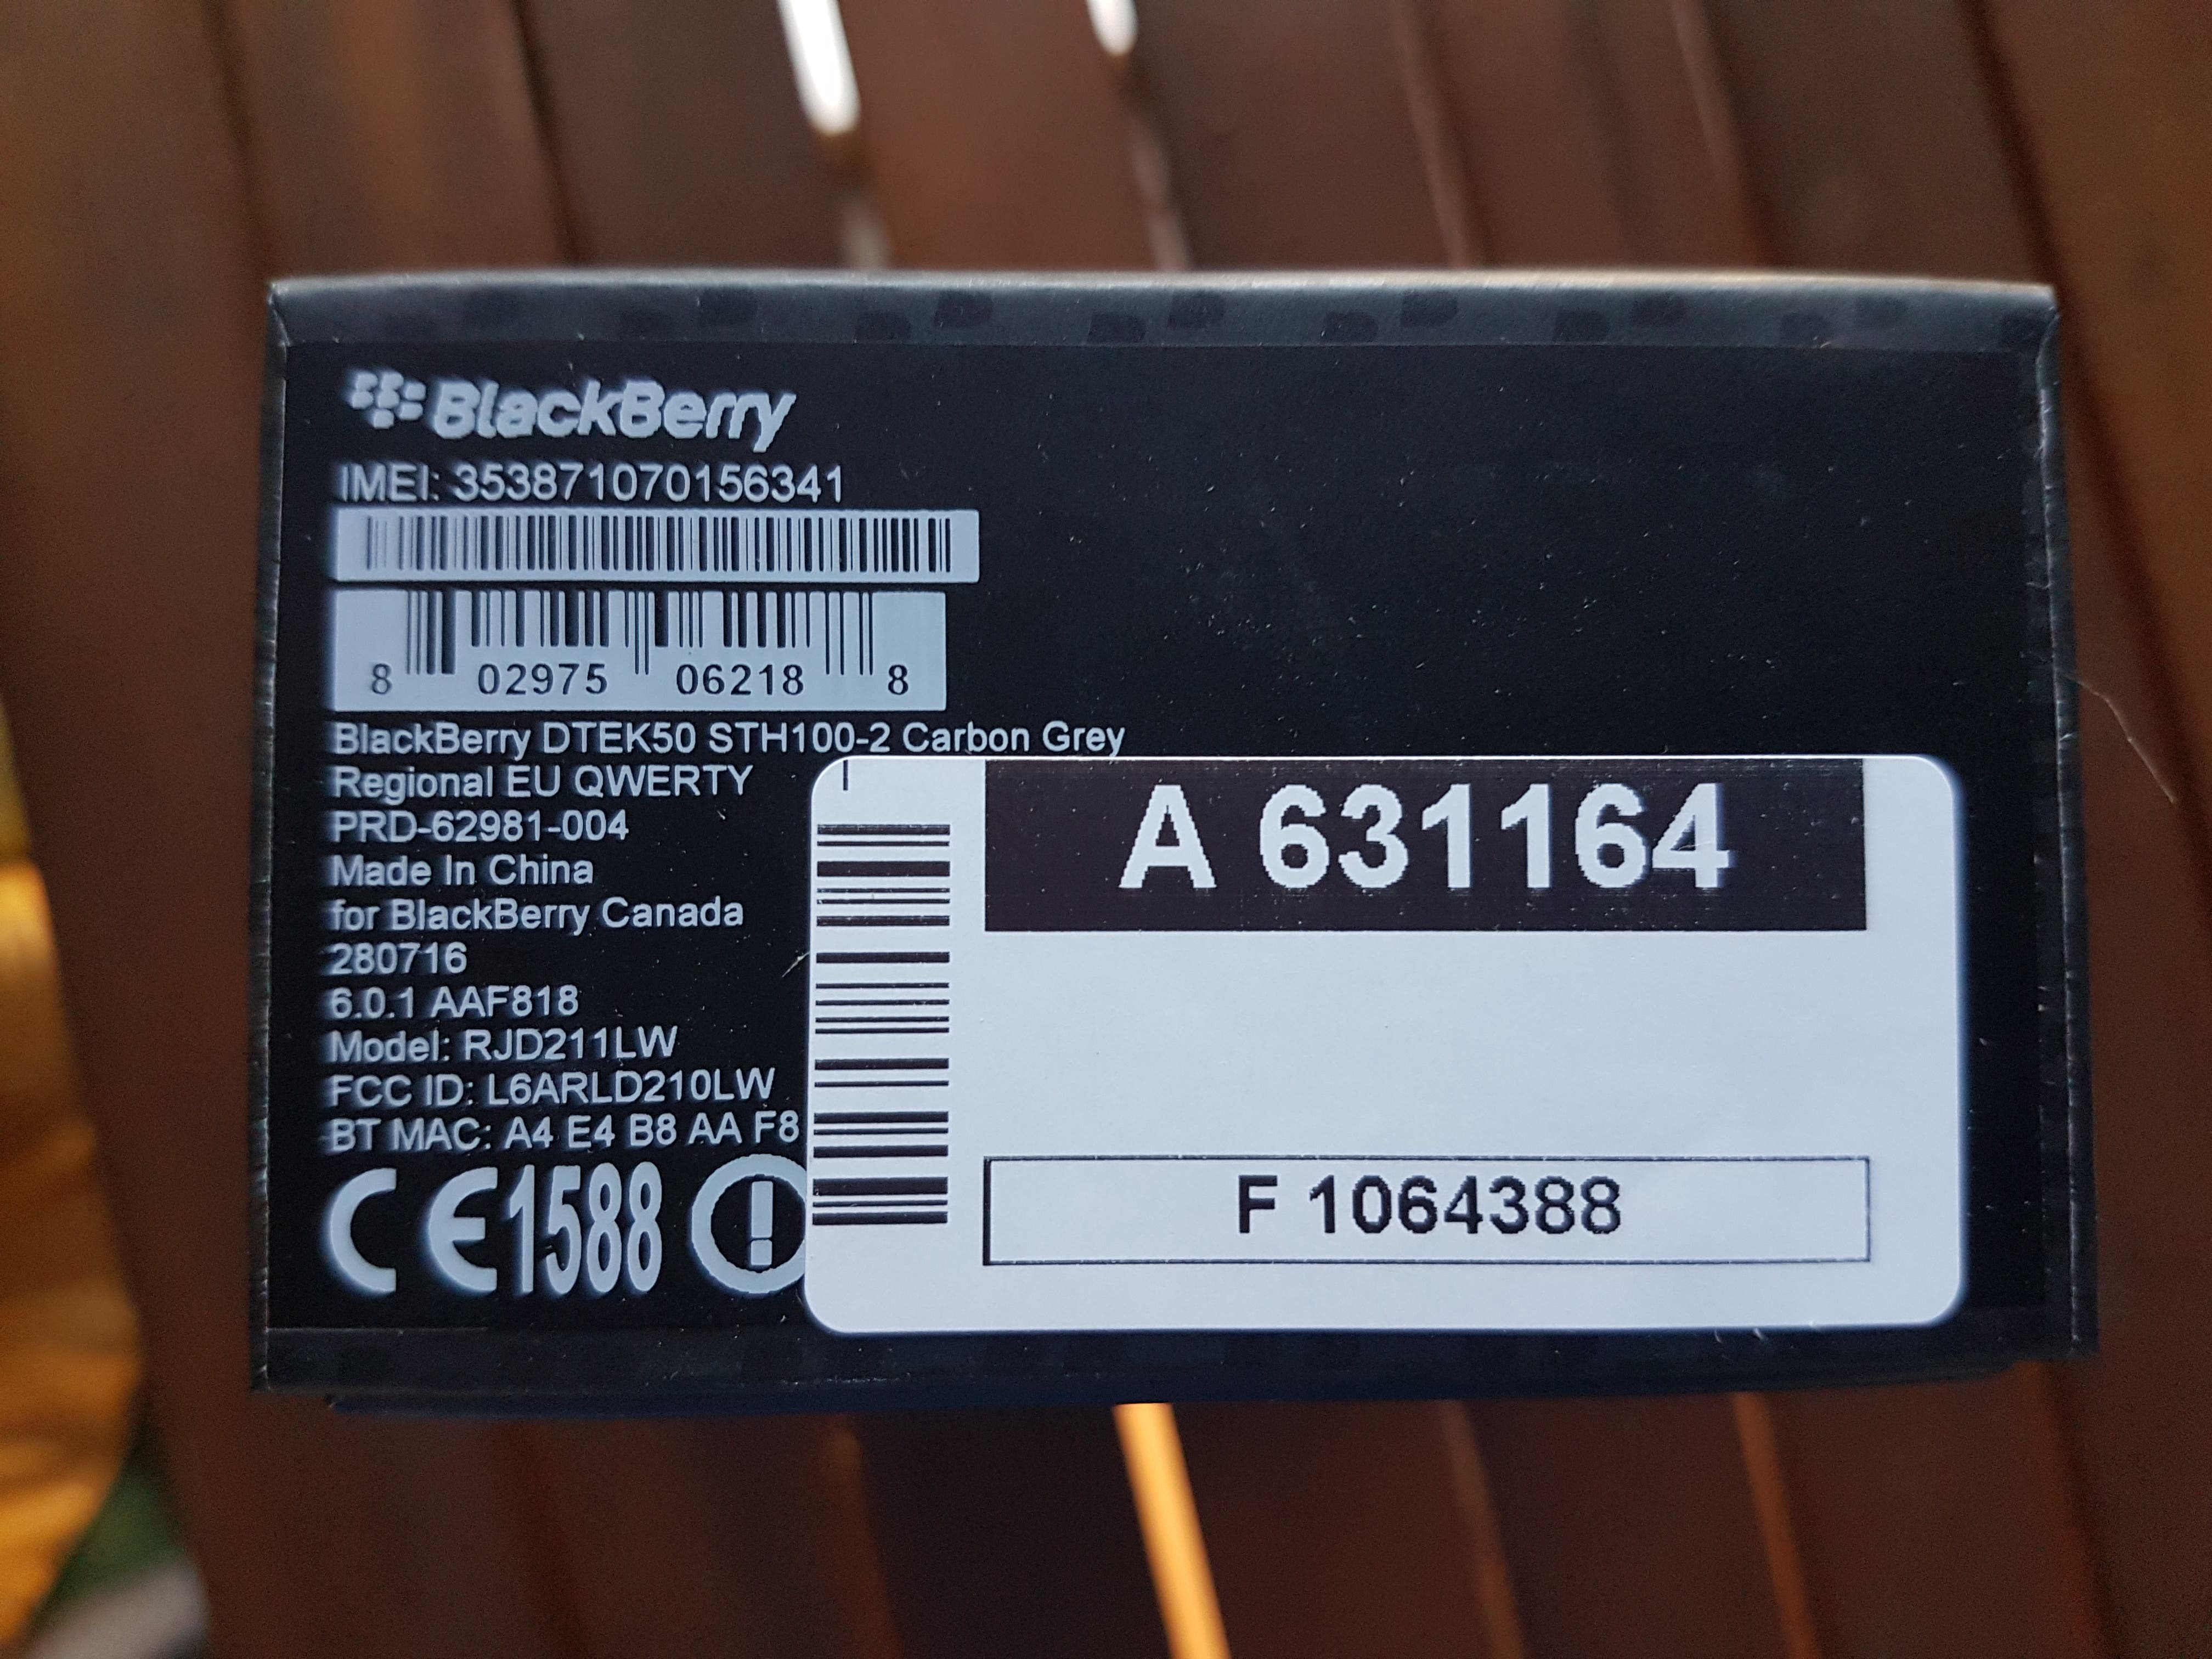 BlackBerry
IMEI: 353871070156341
8 02975 06218 8
BlackBerry DTEK50 STH100-2 Carbon Grey
Regional EU QWERTY
PRD-62981-004
Made In China
for BlackBerry Canada
280716
6.0.1 AAF818
Model: RJD211LW
FCC ID: L6ARLD210LW
BT MAC: A4 E4 B8 AA F8
CE1588
A 631164
F 1064388